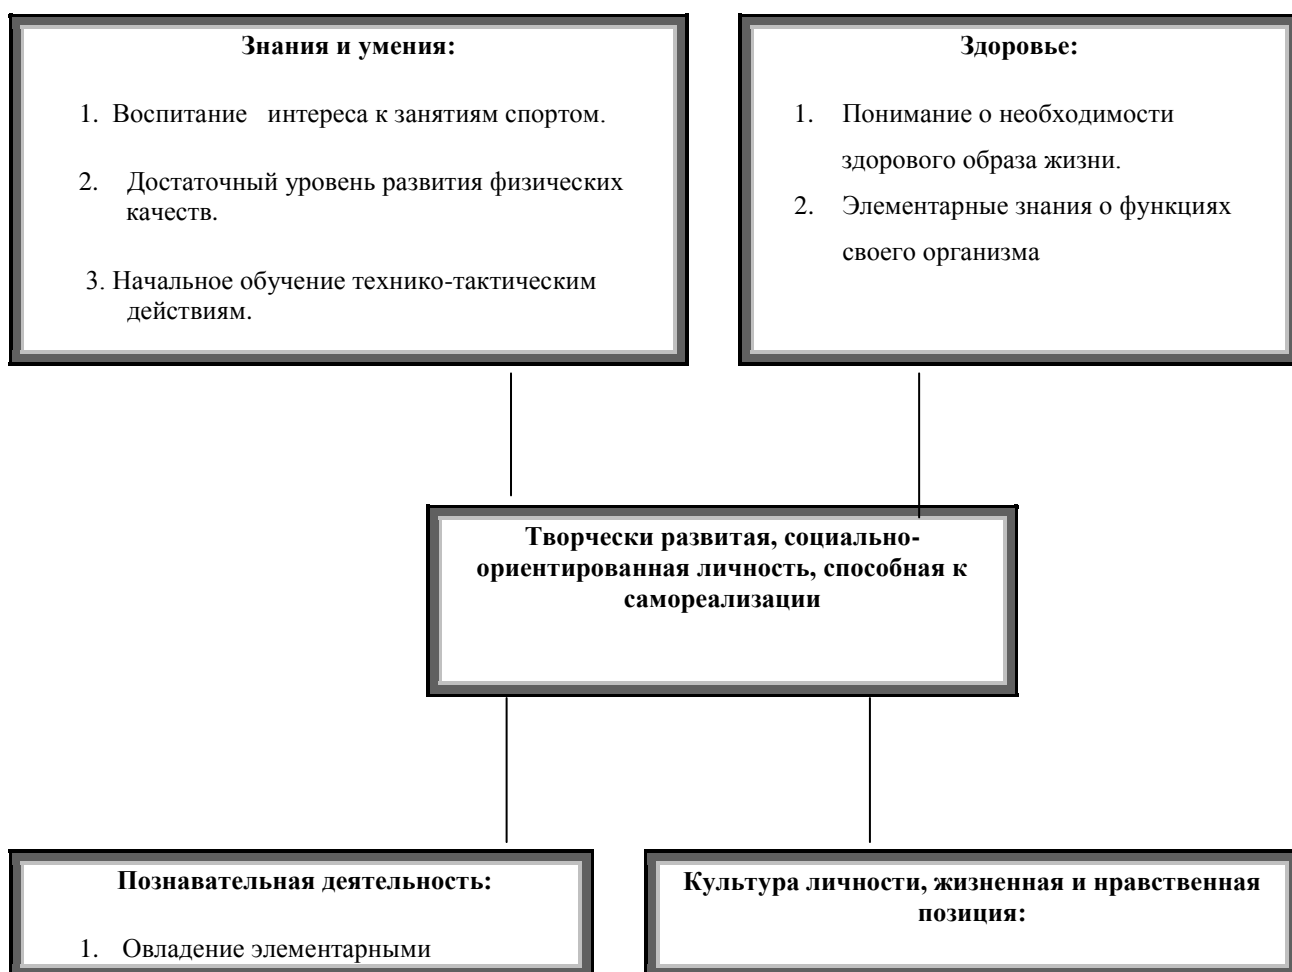 Знания и умения:
1. Воспитание интереса к занятиям спортом.
2. Достаточный уровень развития физических
качеств.
3. Начальное обучение технико-тактическим
действиям.
Здоровье:
1. Понимание о необходимости
здорового образа жизни.
2. Элементарные знания о функциях
своего организма
Творчески развитая, социально-
ориентированная личность, способная к
самореализации
Познавательная деятельность:
1. Овладение элементарными
Культура личности, жизненная и нравственная
позиция: